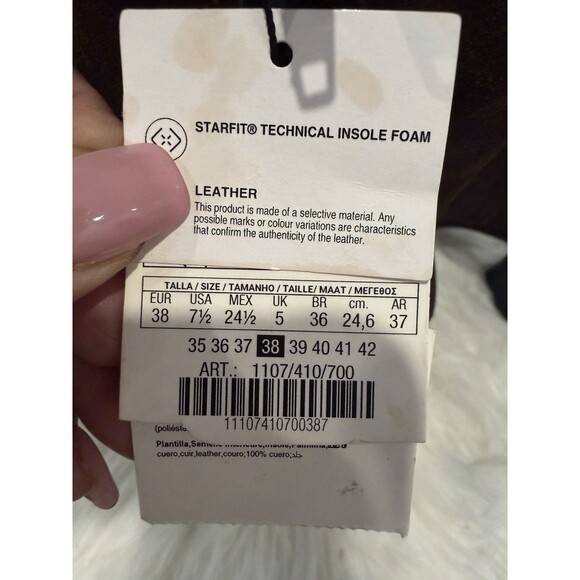 STARFIT® TECHNICAL INSOLE FOAM
LEATHER
This product is made of a selective material. Any
possible marks or colour variations are characteristics
that confirm the authenticity of the leather.
TALLA / SIZE / TAMANHO / TAILLE/ MAAT / ΜΕΓΕΘΟΣ
EUR USA MEX UK BR cm. AR
38 7½ 24½ 5 36 24,6 37
35 36 37 38 39 40 41 42
ART.: 1107/410/700
11107410700387
cuero,cuir,leather,couro;100% cuero;جلد